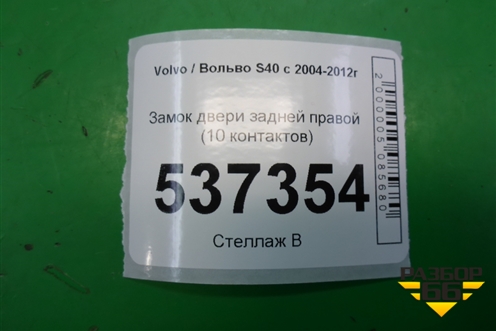 Volvo / Вольво S40 с 2004-2012г
Замок двери задней правой
(10 контактов)
537354
Стеллаж В
2000005085680
РАЗБОР
66